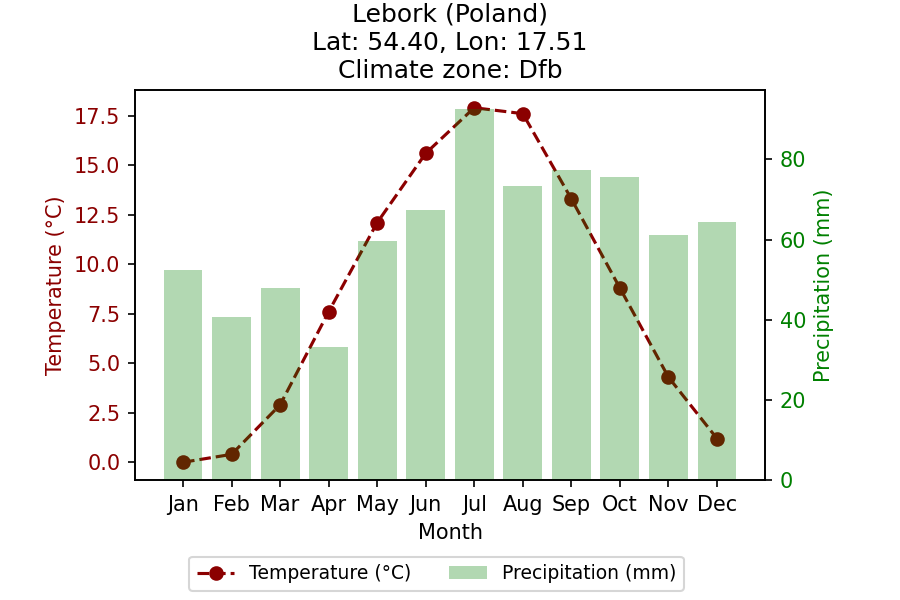 Lebork (Poland)
Lat: 54.40, Lon: 17.51
Climate zone: Dfb
17.5
15.0
12.5
10.0
7.5
5.0
2.5
0.0
Temperature (°C)
80
60
40
20
0
Precipitation (mm)
Jan Feb Mar Apr May Jun Jul Aug Sep Oct Nov Dec
Month
Temperature (°C) Precipitation (mm)